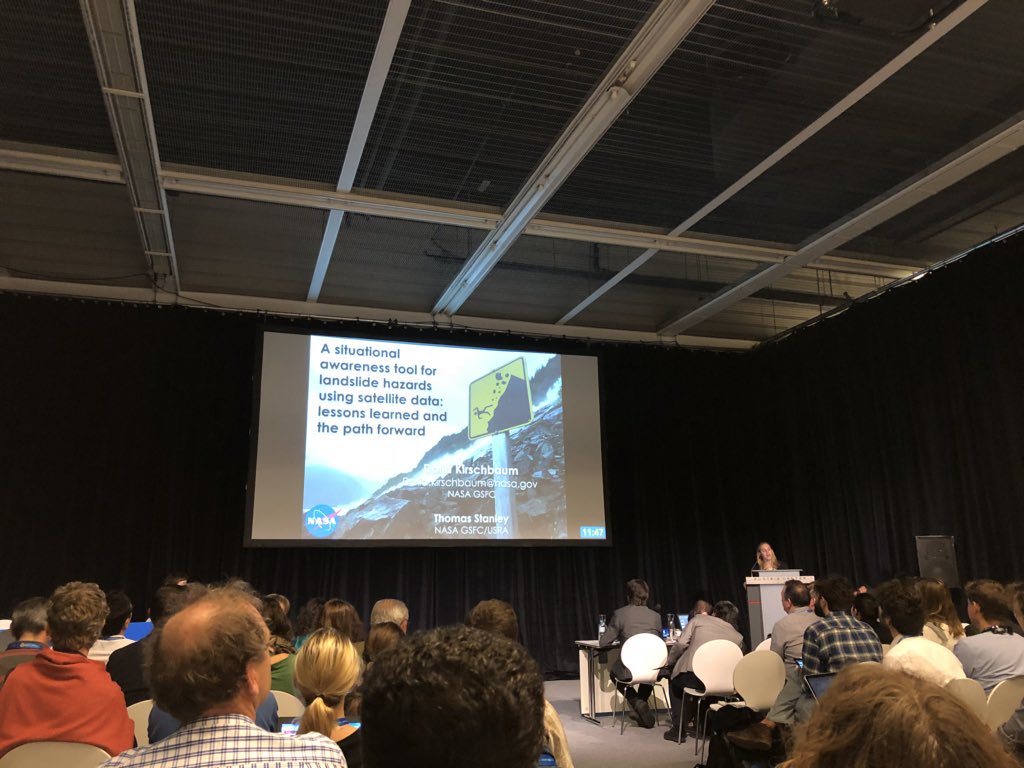 A situational
awareness tool for
landslide hazards
using satellite data:
lessons learned and
the path forward
Kirschbaum
NASA GSFC
NASA
Thomas Stanley
NASA GSFC/USRA
11:47